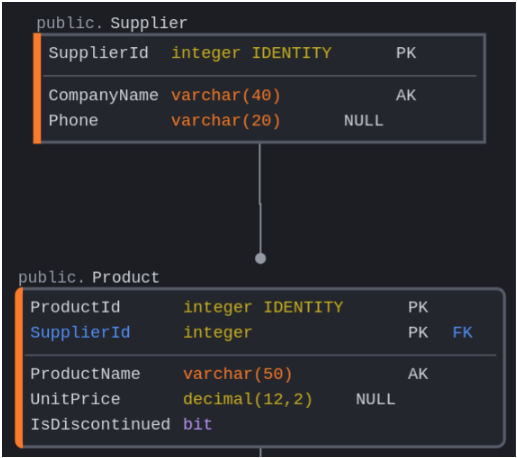 public. Supplier
SupplierId integer IDENTITY PK
CompanyName varchar(40) AK
Phone varchar(20) NULL
public. Product
ProductId integer IDENTITY PK
SupplierId integer PK FK
ProductName varchar(50) AK
UnitPrice decimal(12,2) NULL
IsDiscontinued bit